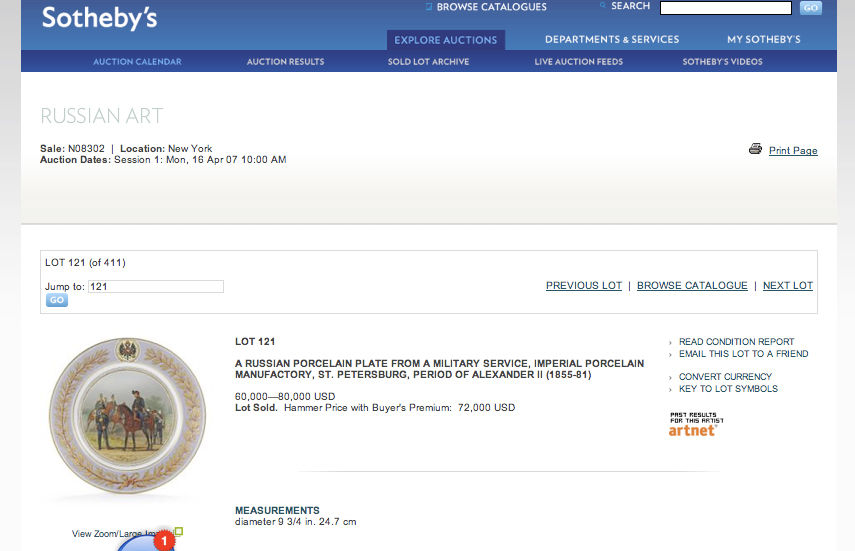 Sotheby's
BROWSE CATALOGUES
SEARCH
GO
EXPLORE AUCTIONS
DEPARTMENTS & SERVICES
MY SOTHEBY'S
AUCTION CALENDAR
AUCTION RESULTS
SOLD LOT ARCHIVE
LIVE AUCTION FEEDS
SOTHEBY'S VIDEOS
RUSSIAN ART
Sale: N08302 | Location: New York
Auction Dates: Session 1: Mon, 16 Apr 07 10:00 AM
Print Page
LOT 121 (of 411)
Jump to: 121
GO
PREVIOUS LOT | BROWSE CATALOGUE | NEXT LOT
LOT 121
A RUSSIAN PORCELAIN PLATE FROM A MILITARY SERVICE, IMPERIAL PORCELAIN
MANUFACTORY, ST. PETERSBURG, PERIOD OF ALEXANDER II (1855-81)
60,000—80,000 USD
Lot Sold. Hammer Price with Buyer's Premium: 72,000 USD
› READ CONDITION REPORT
› EMAIL THIS LOT TO A FRIEND
› CONVERT CURRENCY
› KEY TO LOT SYMBOLS
PAST RESULTS
FOR THIS ARTIST
artnet
MEASUREMENTS
diameter 9 3/4 in. 24.7 cm
View Zoom/Large
1